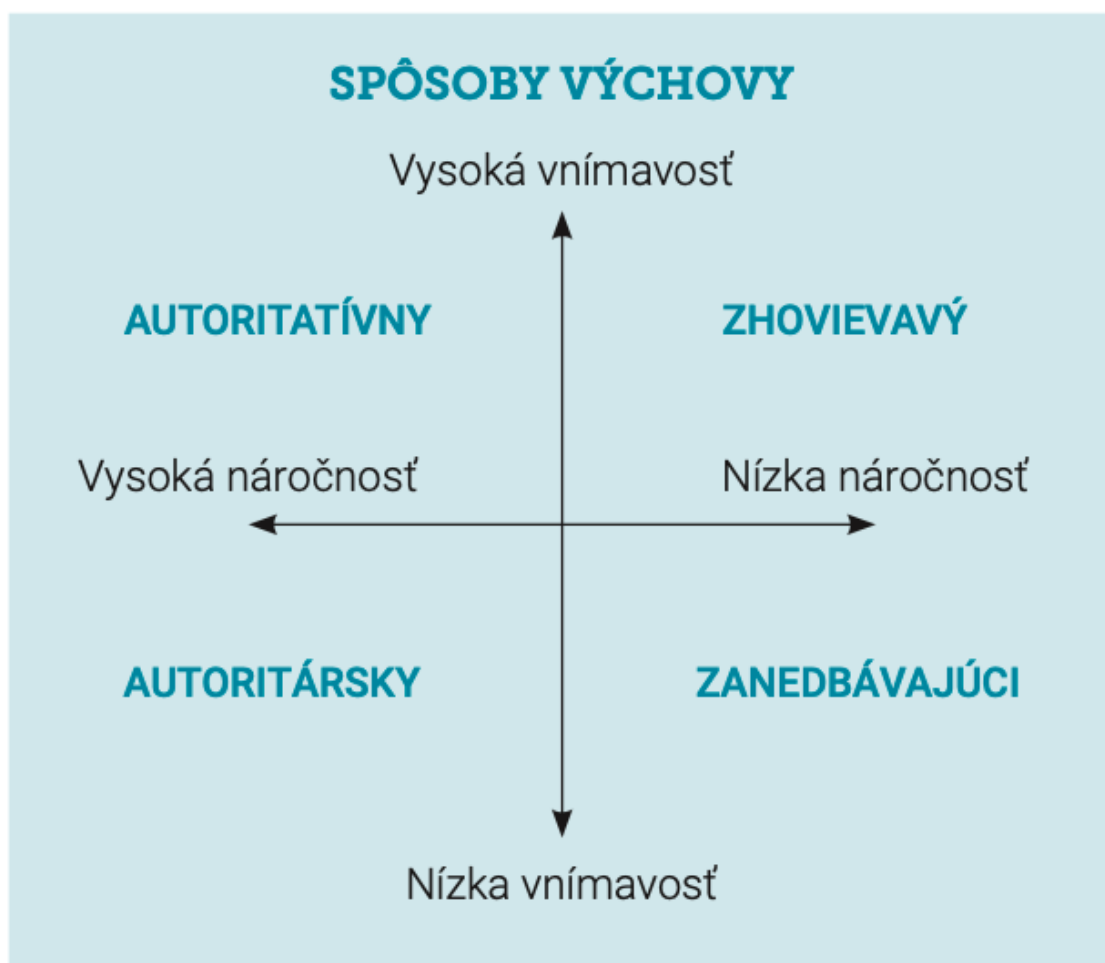 SPÔSOBY VÝCHOVY
Vysoká vnímavosť
AUTORITATÍVNY
ZHOVIEVAVÝ
Vysoká náročnosť
Nízka náročnosť
AUTORITÁRSKY
ZANEDBÁVAJÚCI
Nízka vnímavosť